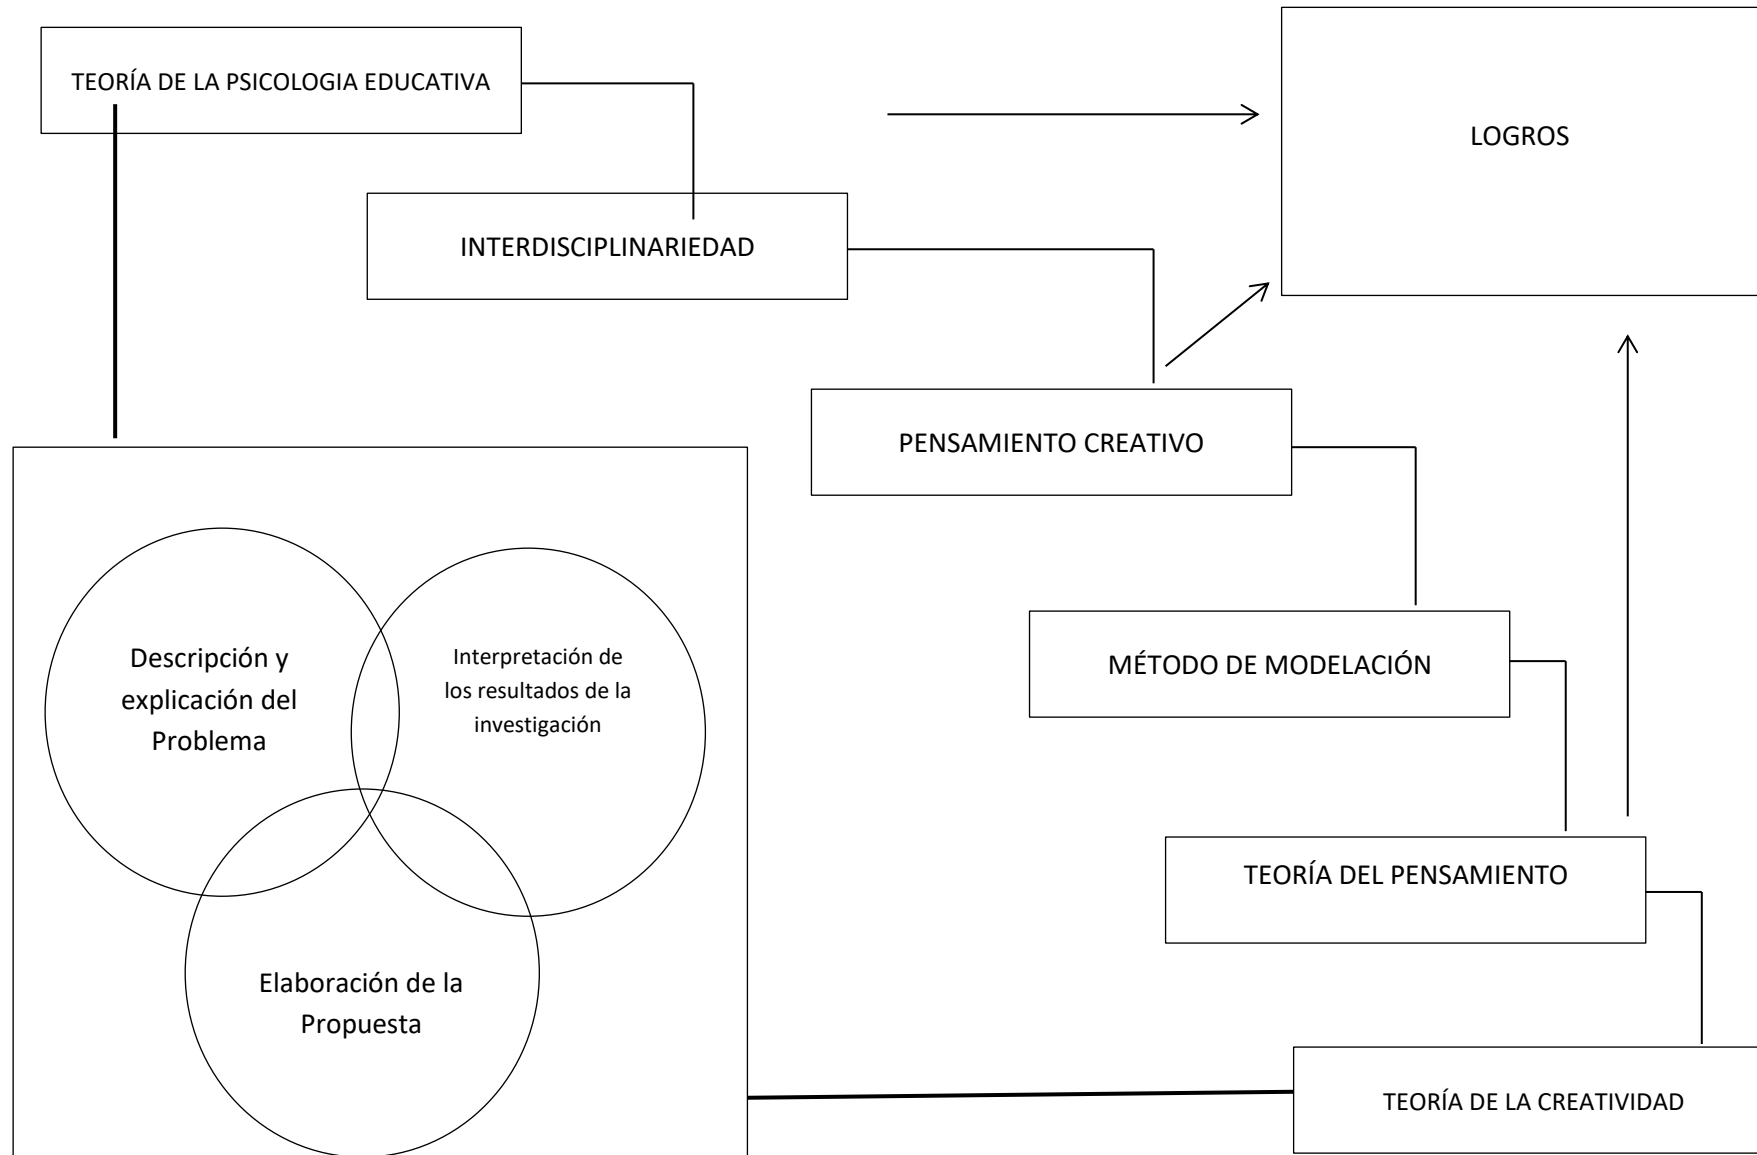 TEORÍA DE LA PSICOLOGIA EDUCATIVA
LOGROS
INTERDISCIPLINARIEDAD
PENSAMIENTO CREATIVO
Descripción y
explicación del
Problema
Interpretación de
los resultados de la
investigación
MÉTODO DE MODELACIÓN
TEORÍA DEL PENSAMIENTO
Elaboración de la
Propuesta
TEORÍA DE LA CREATIVIDAD